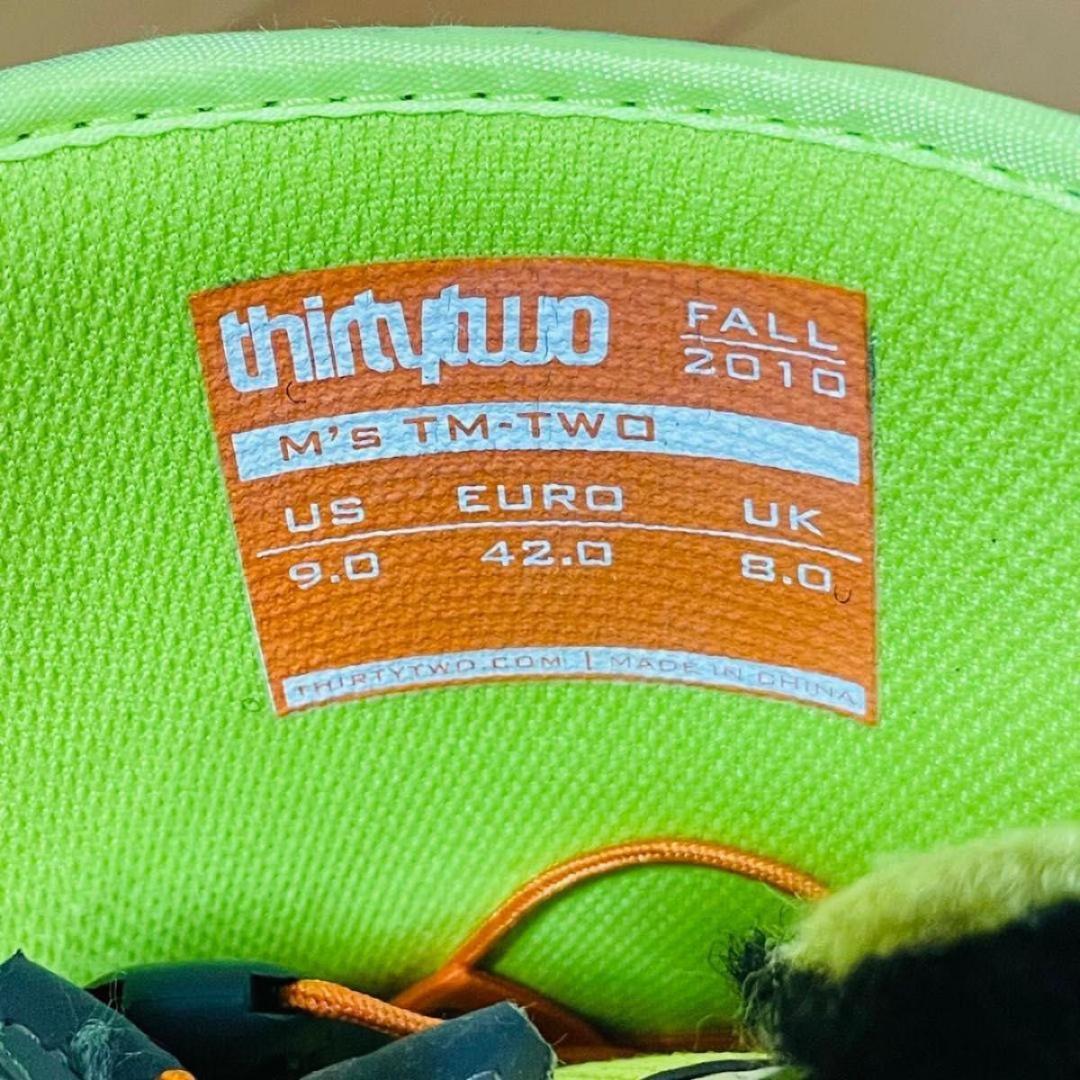 thirtytwo FALL
2010
M's TM-TWO
US EURO UK
9.0 42.0 8.0
THIRTYTWO.COM | MADE IN CHINA